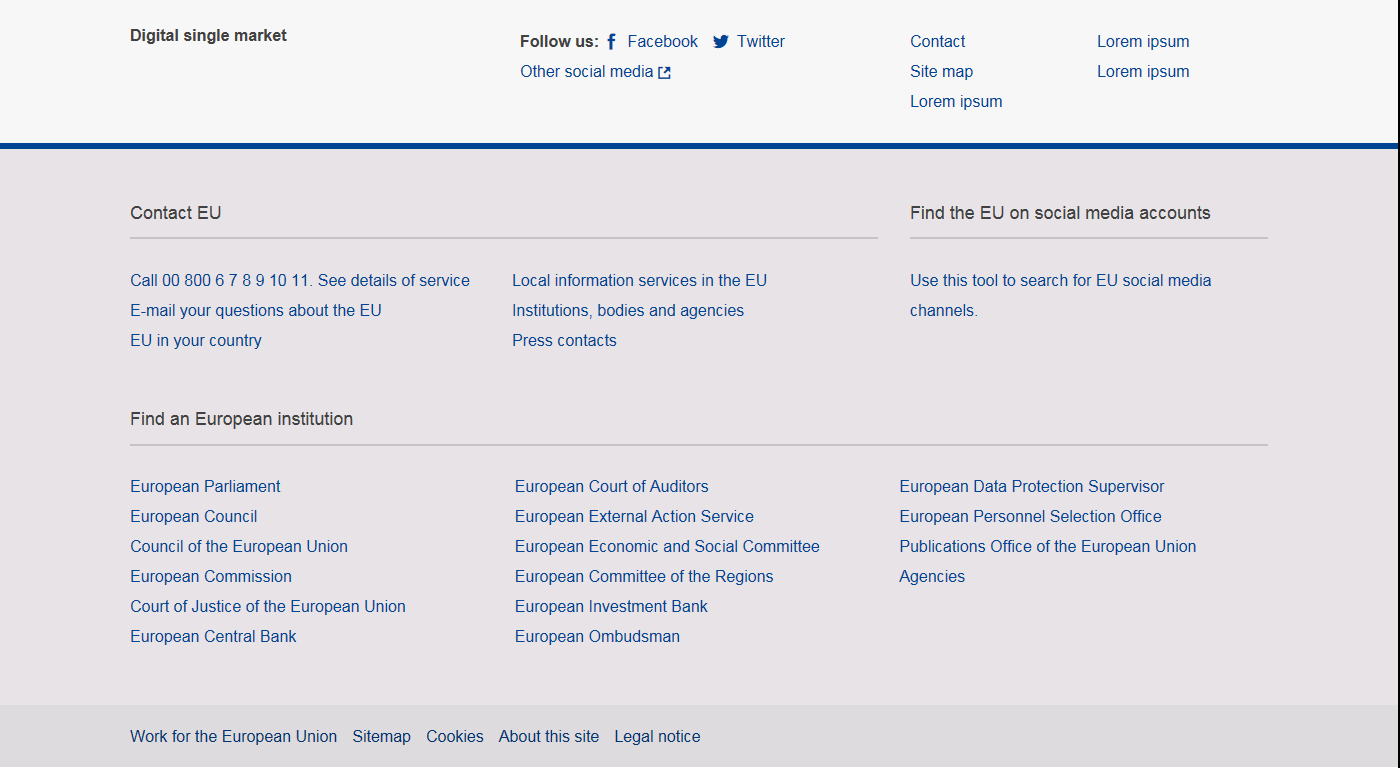 Digital single market
Follow us: Facebook Twitter
Other social media
Contact
Site map
Lorem ipsum
Lorem ipsum
Lorem ipsum
Contact EU
Call 00 800 6 7 8 9 10 11. See details of service
E-mail your questions about the EU
EU in your country
Local information services in the EU
Institutions, bodies and agencies
Press contacts
Find the EU on social media accounts
Use this tool to search for EU social media
channels.
Find an European institution
European Parliament
European Council
Council of the European Union
European Commission
Court of Justice of the European Union
European Central Bank
European Court of Auditors
European External Action Service
European Economic and Social Committee
European Committee of the Regions
European Investment Bank
European Ombudsman
European Data Protection Supervisor
European Personnel Selection Office
Publications Office of the European Union
Agencies
Work for the European Union Sitemap Cookies About this site Legal notice